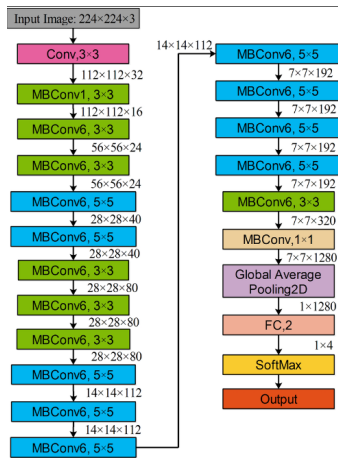 Input Image: 224×224×3
Conv,3×3
112×112×32
MBConv1, 3×3
112×112×16
MBConv6, 3×3
56×56×24
MBConv6, 3×3
56×56×24
MBConv6, 5×5
28×28×40
MBConv6, 5×5
28×28×40
MBConv6, 3×3
28×28×80
MBConv6, 3×3
28×28×80
MBConv6, 3×3
28×28×80
MBConv6, 5×5
14×14×112
MBConv6, 5×5
14×14×112
MBConv6, 5×5
14×14×112
MBConv6, 5×5
7×7×192
MBConv6, 5×5
7×7×192
MBConv6, 5×5
7×7×192
MBConv6, 5×5
7×7×192
MBConv6, 3×3
7×7×320
MBConv,1×1
7×7×1280
Global Average
Pooling2D
1×1280
FC,2
1×4
SoftMax
Output